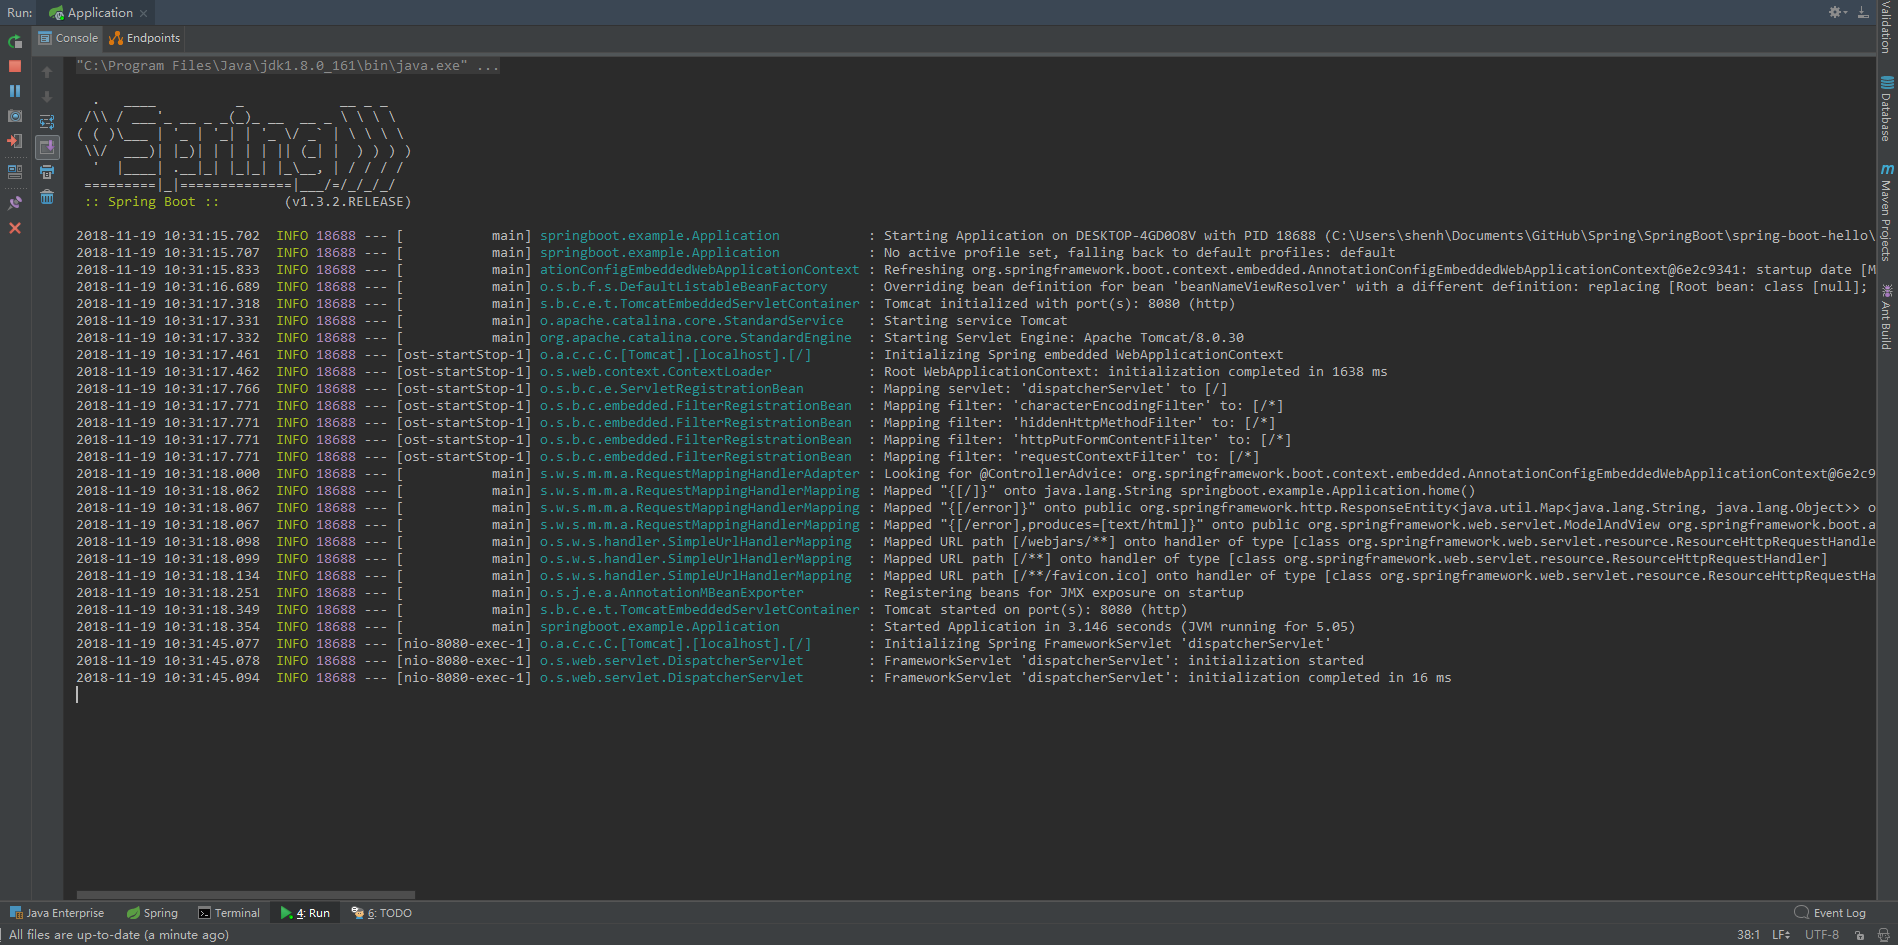 Run: Application
Console Endpoints
"C:\Program Files\Java\jdk1.8.0_161\bin\java.exe" ...
  .   ____          _            __ _ _
 /\\ / ___'_ __ _ _(_)_ __  __ _ \ \ \ \
( ( )\___ | '_ | '_| | '_ \/ _` | \ \ \ \
 \\/  ___)| |_)| | | | | || (_| |  ) ) ) )
  '  |____| .__|_| |_|_| |_\__, | / / / /
 =========|_|==============|___/=/_/_/_/
 :: Spring Boot ::        (v1.3.2.RELEASE)
2018-11-19 10:31:15.702  INFO 18688 --- [           main] springboot.example.Application           : Starting Application on DESKTOP-4GD0O8V with PID 18688 (C:\Users\shenh\Documents\GitHub\Spring\SpringBoot\spring-boot-hello\
2018-11-19 10:31:15.707  INFO 18688 --- [           main] springboot.example.Application           : No active profile set, falling back to default profiles: default
2018-11-19 10:31:15.833  INFO 18688 --- [           main] ationConfigEmbeddedWebApplicationContext : Refreshing org.springframework.boot.context.embedded.AnnotationConfigEmbeddedWebApplicationContext@6e2c9341: startup date [M
2018-11-19 10:31:16.689  INFO 18688 --- [           main] o.s.b.f.s.DefaultListableBeanFactory     : Overriding bean definition for bean 'beanNameViewResolver' with a different definition: replacing [Root bean: class [null];
2018-11-19 10:31:17.318  INFO 18688 --- [           main] s.b.c.e.t.TomcatEmbeddedServletContainer : Tomcat initialized with port(s): 8080 (http)
2018-11-19 10:31:17.331  INFO 18688 --- [           main] o.apache.catalina.core.StandardService   : Starting service Tomcat
2018-11-19 10:31:17.332  INFO 18688 --- [           main] org.apache.catalina.core.StandardEngine  : Starting Servlet Engine: Apache Tomcat/8.0.30
2018-11-19 10:31:17.461  INFO 18688 --- [ost-startStop-1] o.a.c.c.C.[Tomcat].[localhost].[/]       : Initializing Spring embedded WebApplicationContext
2018-11-19 10:31:17.462  INFO 18688 --- [ost-startStop-1] o.s.web.context.ContextLoader            : Root WebApplicationContext: initialization completed in 1638 ms
2018-11-19 10:31:17.766  INFO 18688 --- [ost-startStop-1] o.s.b.c.e.ServletRegistrationBean        : Mapping servlet: 'dispatcherServlet' to [/]
2018-11-19 10:31:17.771  INFO 18688 --- [ost-startStop-1] o.s.b.c.embedded.FilterRegistrationBean  : Mapping filter: 'characterEncodingFilter' to: [/*]
2018-11-19 10:31:17.771  INFO 18688 --- [ost-startStop-1] o.s.b.c.embedded.FilterRegistrationBean  : Mapping filter: 'hiddenHttpMethodFilter' to: [/*]
2018-11-19 10:31:17.771  INFO 18688 --- [ost-startStop-1] o.s.b.c.embedded.FilterRegistrationBean  : Mapping filter: 'httpPutFormContentFilter' to: [/*]
2018-11-19 10:31:17.771  INFO 18688 --- [ost-startStop-1] o.s.b.c.embedded.FilterRegistrationBean  : Mapping filter: 'requestContextFilter' to: [/*]
2018-11-19 10:31:18.000  INFO 18688 --- [           main] s.w.s.m.m.a.RequestMappingHandlerAdapter : Looking for @ControllerAdvice: org.springframework.boot.context.embedded.AnnotationConfigEmbeddedWebApplicationContext@6e2c9
2018-11-19 10:31:18.062  INFO 18688 --- [           main] s.w.s.m.m.a.RequestMappingHandlerMapping : Mapped "{[/]}" onto java.lang.String springboot.example.Application.home()
2018-11-19 10:31:18.067  INFO 18688 --- [           main] s.w.s.m.m.a.RequestMappingHandlerMapping : Mapped "{[/error]}" onto public org.springframework.http.ResponseEntity<java.util.Map<java.lang.String, java.lang.Object>> o
2018-11-19 10:31:18.067  INFO 18688 --- [           main] s.w.s.m.m.a.RequestMappingHandlerMapping : Mapped "{[/error],produces=[text/html]}" onto public org.springframework.web.servlet.ModelAndView org.springframework.boot.a
2018-11-19 10:31:18.098  INFO 18688 --- [           main] o.s.w.s.handler.SimpleUrlHandlerMapping  : Mapped URL path [/webjars/**] onto handler of type [class org.springframework.web.servlet.resource.ResourceHttpRequestHandle
2018-11-19 10:31:18.099  INFO 18688 --- [           main] o.s.w.s.handler.SimpleUrlHandlerMapping  : Mapped URL path [/**] onto handler of type [class org.springframework.web.servlet.resource.ResourceHttpRequestHandler]
2018-11-19 10:31:18.134  INFO 18688 --- [           main] o.s.w.s.handler.SimpleUrlHandlerMapping  : Mapped URL path [/**/favicon.ico] onto handler of type [class org.springframework.web.servlet.resource.ResourceHttpRequestHa
2018-11-19 10:31:18.251  INFO 18688 --- [           main] o.s.j.e.a.AnnotationMBeanExporter        : Registering beans for JMX exposure on startup
2018-11-19 10:31:18.349  INFO 18688 --- [           main] s.b.c.e.t.TomcatEmbeddedServletContainer : Tomcat started on port(s): 8080 (http)
2018-11-19 10:31:18.354  INFO 18688 --- [           main] springboot.example.Application           : Started Application in 3.146 seconds (JVM running for 5.05)
2018-11-19 10:31:45.077  INFO 18688 --- [nio-8080-exec-1] o.a.c.c.C.[Tomcat].[localhost].[/]       : Initializing Spring FrameworkServlet 'dispatcherServlet'
2018-11-19 10:31:45.078  INFO 18688 --- [nio-8080-exec-1] o.s.web.servlet.DispatcherServlet        : FrameworkServlet 'dispatcherServlet': initialization started
2018-11-19 10:31:45.094  INFO 18688 --- [nio-8080-exec-1] o.s.web.servlet.DispatcherServlet        : FrameworkServlet 'dispatcherServlet': initialization completed in 16 ms
Validation
Database
Maven Projects
Ant Build
Java Enterprise Spring Terminal 4: Run 6: TODO Event Log
All files are up-to-date (a minute ago) 38:1 LF UTF-8